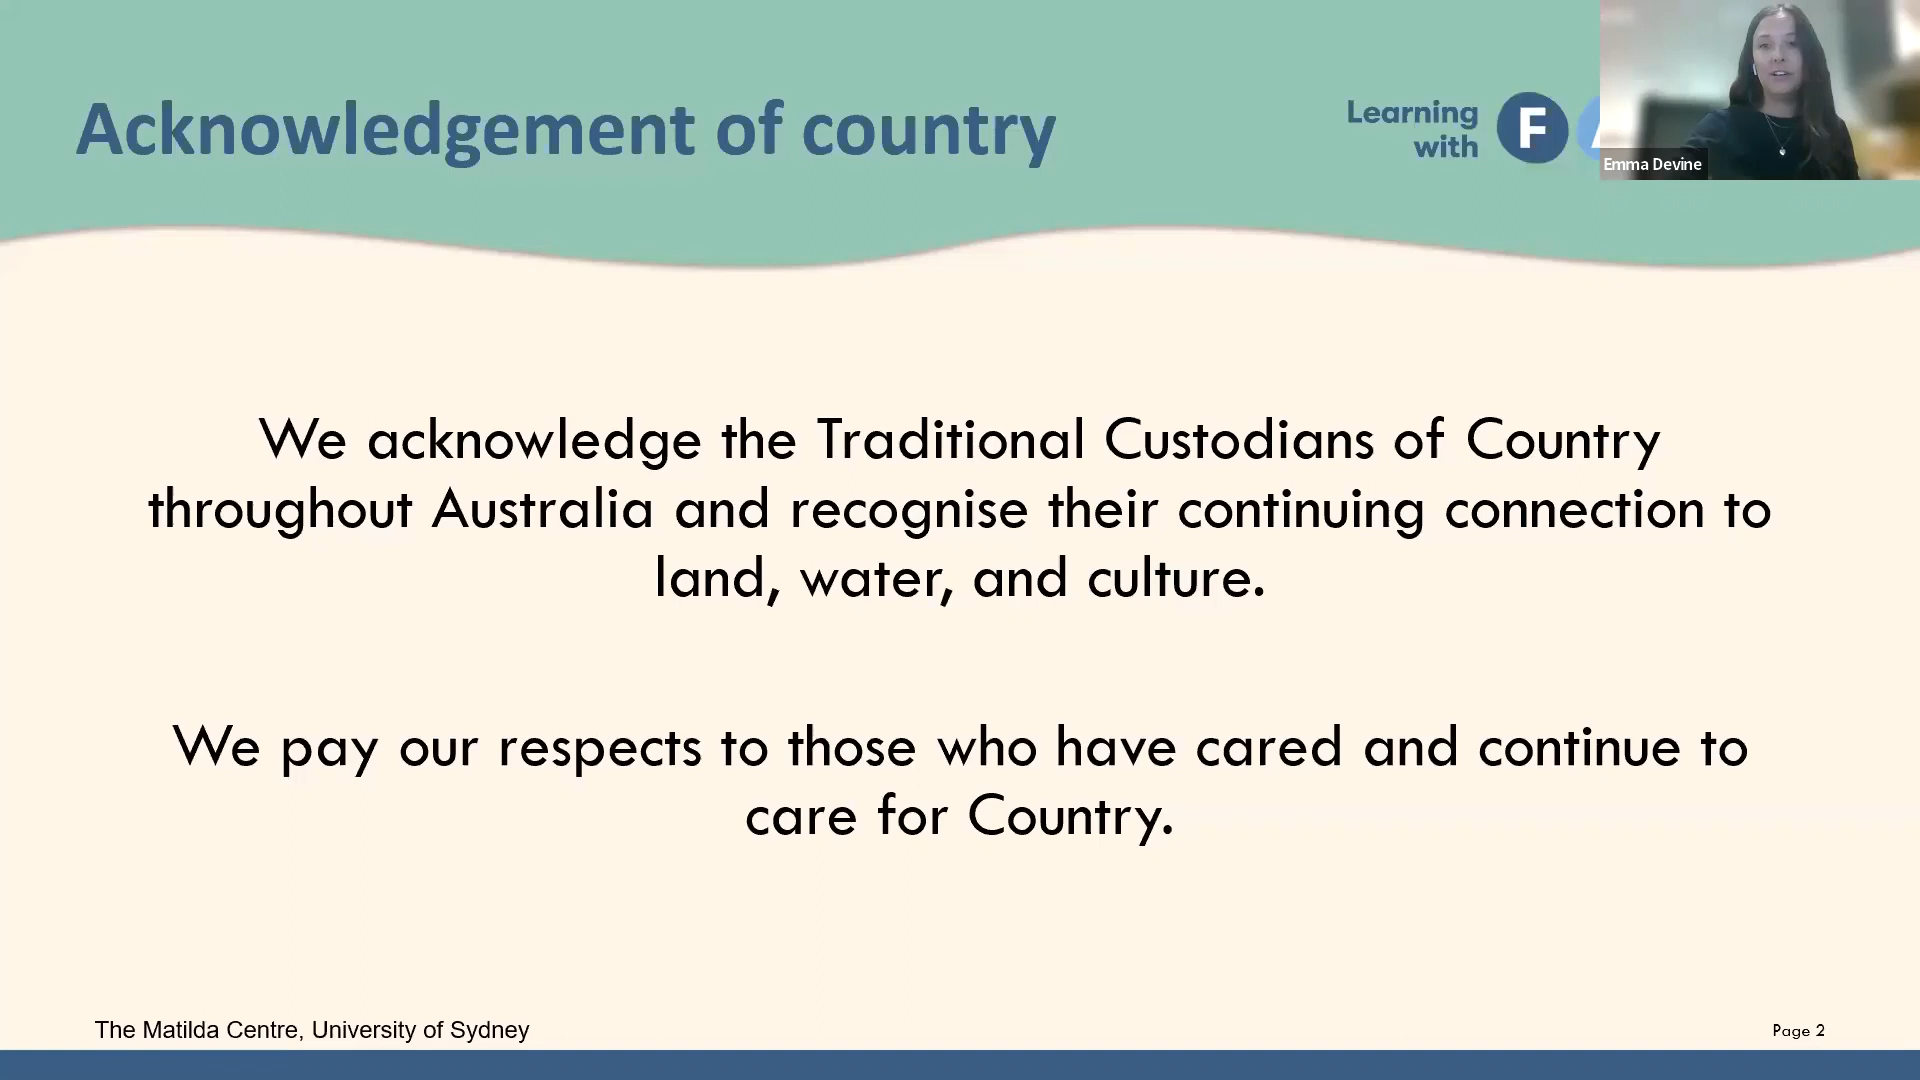 Acknowledgement of country
Learning
with
F
Emma Devine
We acknowledge the Traditional Custodians of Country
throughout Australia and recognise their continuing connection to
land, water, and culture.
We pay our respects to those who have cared and continue to
care for Country.
The Matilda Centre, University of Sydney
Page 2